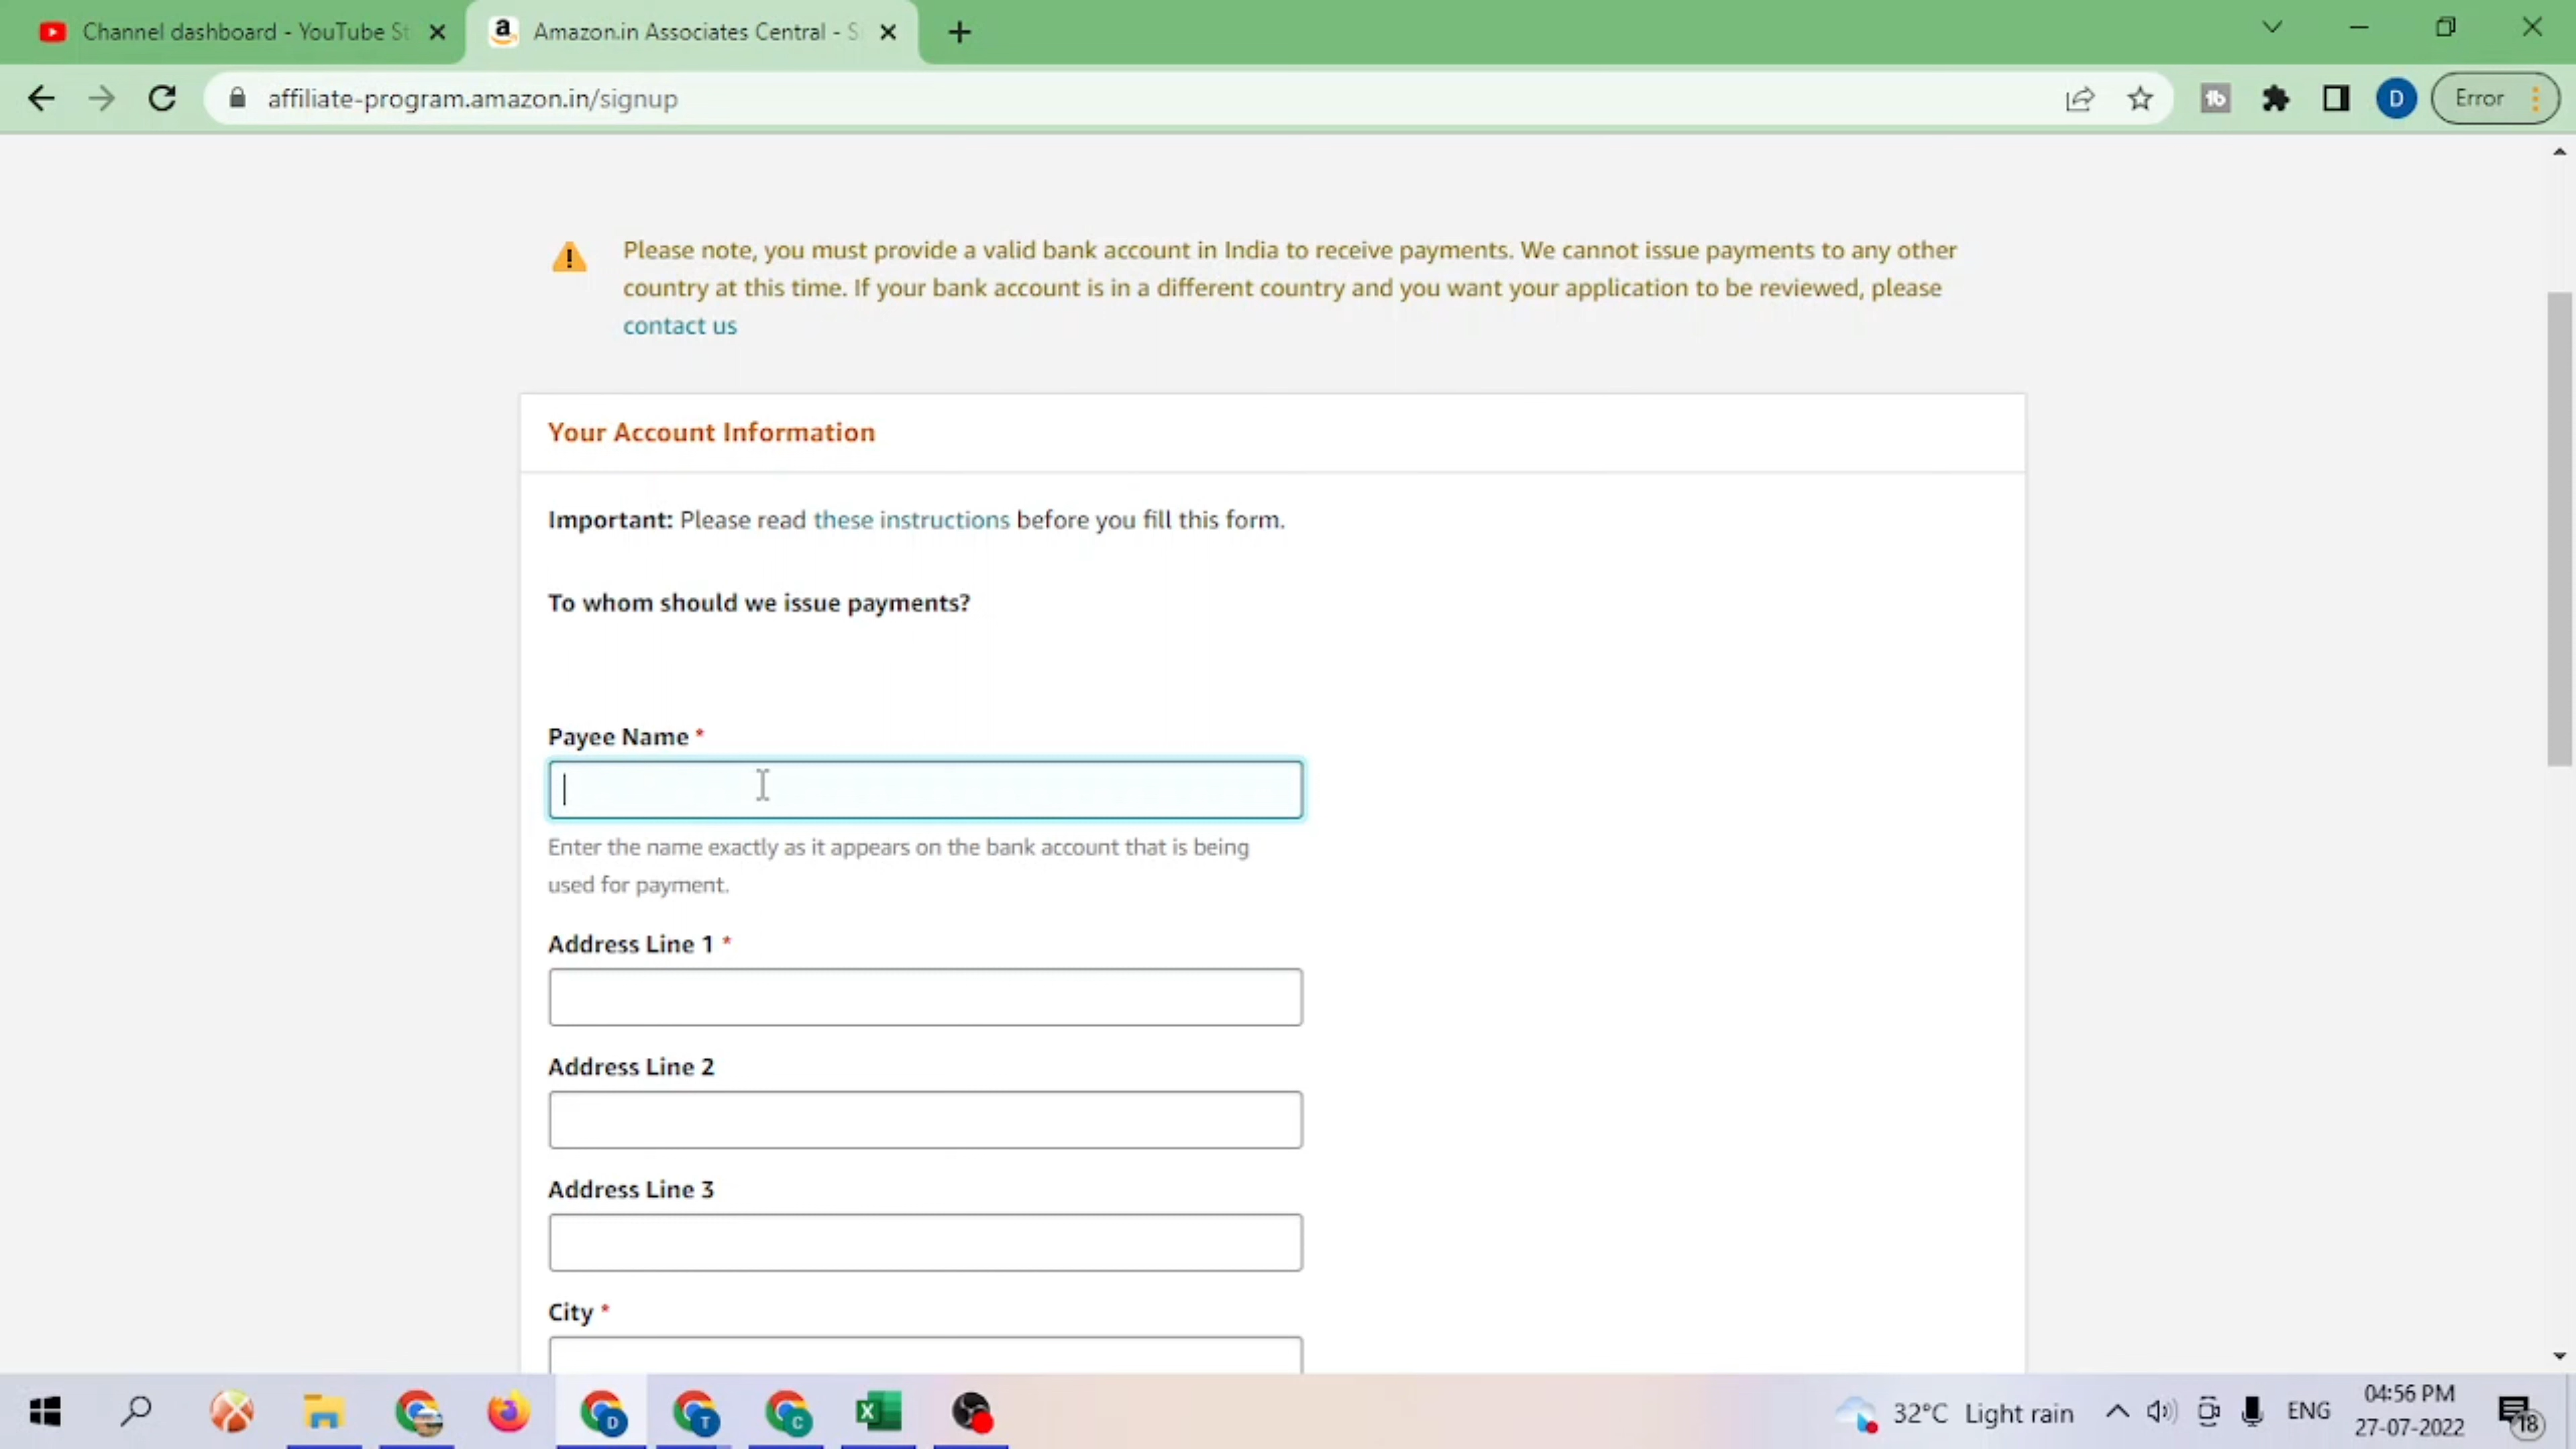 Channel dashboard - YouTube St
Amazon.in Associates Central - S
affiliate-program.amazon.in/signup
D
Error
Please note, you must provide a valid bank account in India to receive payments. We cannot issue payments to any other
country at this time. If your bank account is in a different country and you want your application to be reviewed, please
contact us
Your Account Information
Important: Please read these instructions before you fill this form.
To whom should we issue payments?
Payee Name *
Enter the name exactly as it appears on the bank account that is being
used for payment.
Address Line 1 *
Address Line 2
Address Line 3
City *
D
T
C
X
32°C Light rain
ENG
04:56 PM
27-07-2022
18